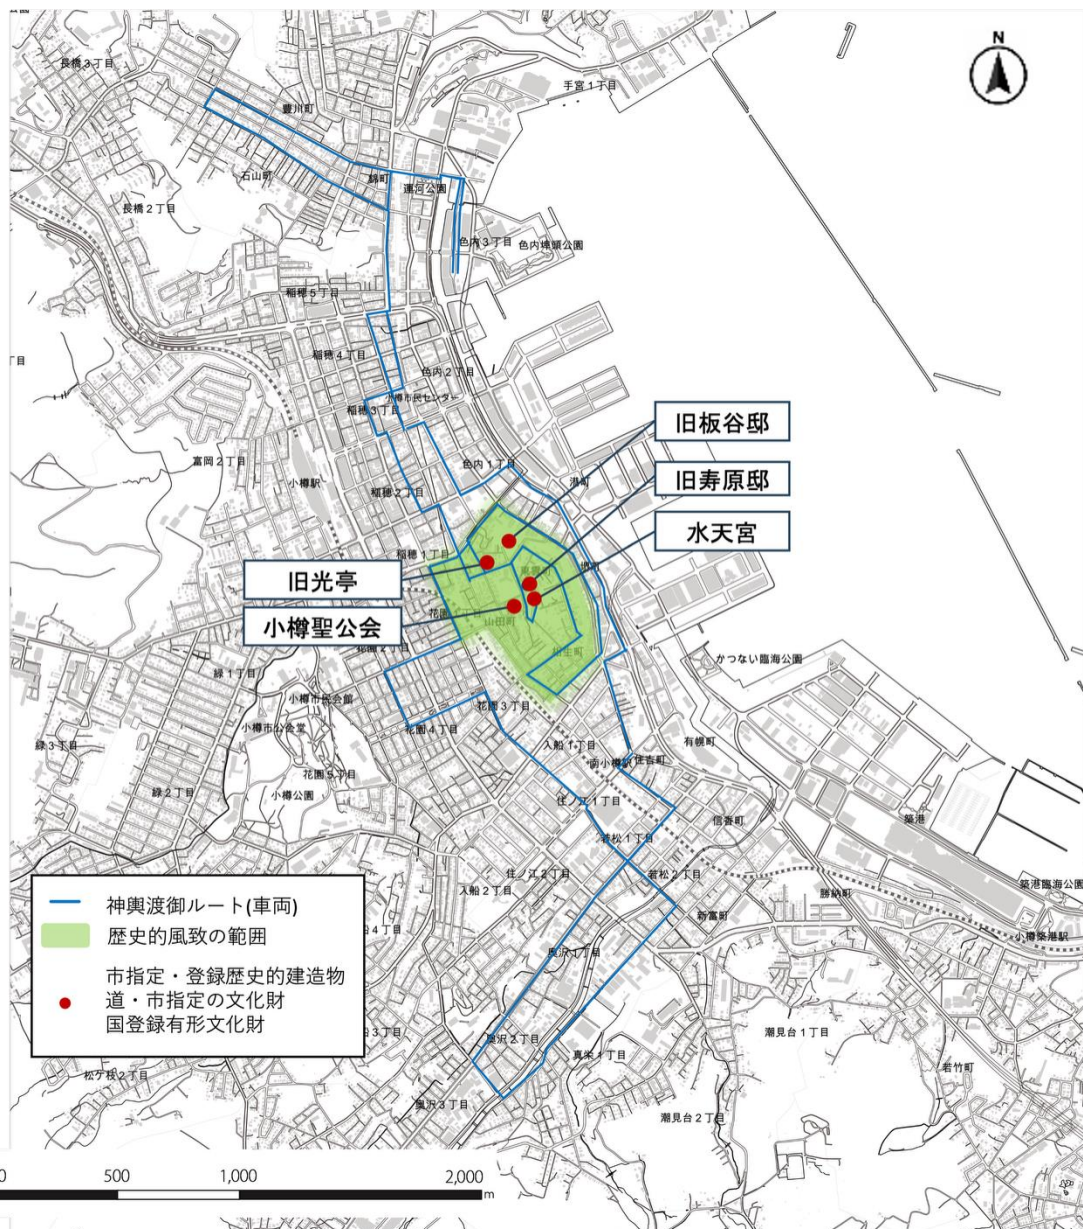 N
長橋3丁目
手宮1丁目
豊川町
錦町
運河公園
石山町
長橋2丁目
色内3丁目
色内埠頭公園
稲穂5丁目
稲穂4丁目
色内2丁目
小樽市民センター
稲穂3丁目
富岡2丁目
色内1丁目
小樽駅
稲穂2丁目
港町
旧板谷邸
旧寿原邸
水天宮
稲穂1丁目
東雲町
堺町
旧光亭
小樽聖公会
山田町
花園2丁目
相生町
かつない臨海公園
緑1丁目
小樽市民会館
花園3丁目
小樽市公会堂
花園4丁目
緑3丁目
入船1丁目
有幌町
南小樽駅
住吉町
花園5丁目
小樽公園
緑2丁目
住ノ江1丁目
信香町
築港
若松1丁目
住ノ江2丁目
若松2丁目
入船2丁目
勝納町
築港臨海公園
新富町
小樽築港駅
神輿渡御ルート(車両)
歴史的風致の範囲
市指定・登録歴史的建造物
道・市指定の文化財
国登録有形文化財
奥沢1丁目
奥沢2丁目
潮見台1丁目
真栄1丁目
若竹町
松ケ枝2丁目
奥沢3丁目
潮見台2丁目
0 500 1,000 2,000 m